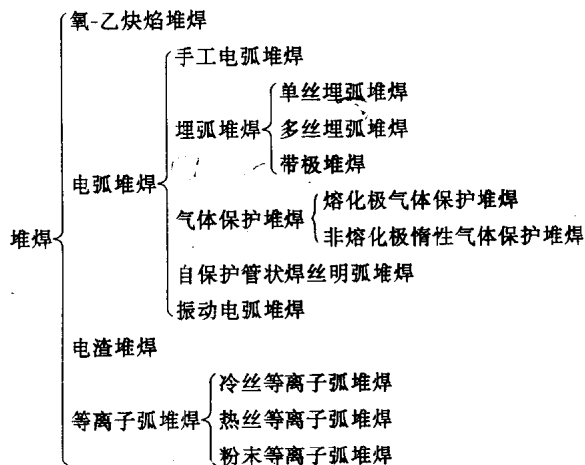 氧-乙炔焰堆焊
手工电弧堆焊
单丝埋弧堆焊
埋弧堆焊
多丝埋弧堆焊
带极堆焊
电弧堆焊
熔化极气体保护堆焊
气体保护堆焊
非熔化极惰性气体保护堆焊
堆焊
自保护管状焊丝明弧堆焊
振动电弧堆焊
电渣堆焊
冷丝等离子弧堆焊
等离子弧堆焊
热丝等离子弧堆焊
粉末等离子弧堆焊